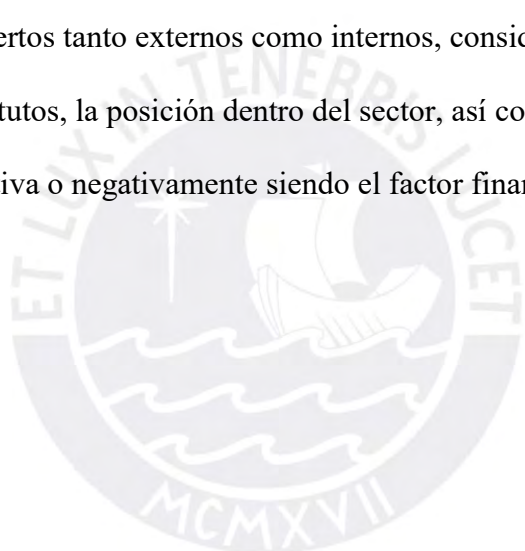 ertos tanto externos como internos, consid
tutos, la posición dentro del sector, así co
tiva o negativamente siendo el factor finan
ET LUX IN TENEBRIS LUCET
MCMXVII